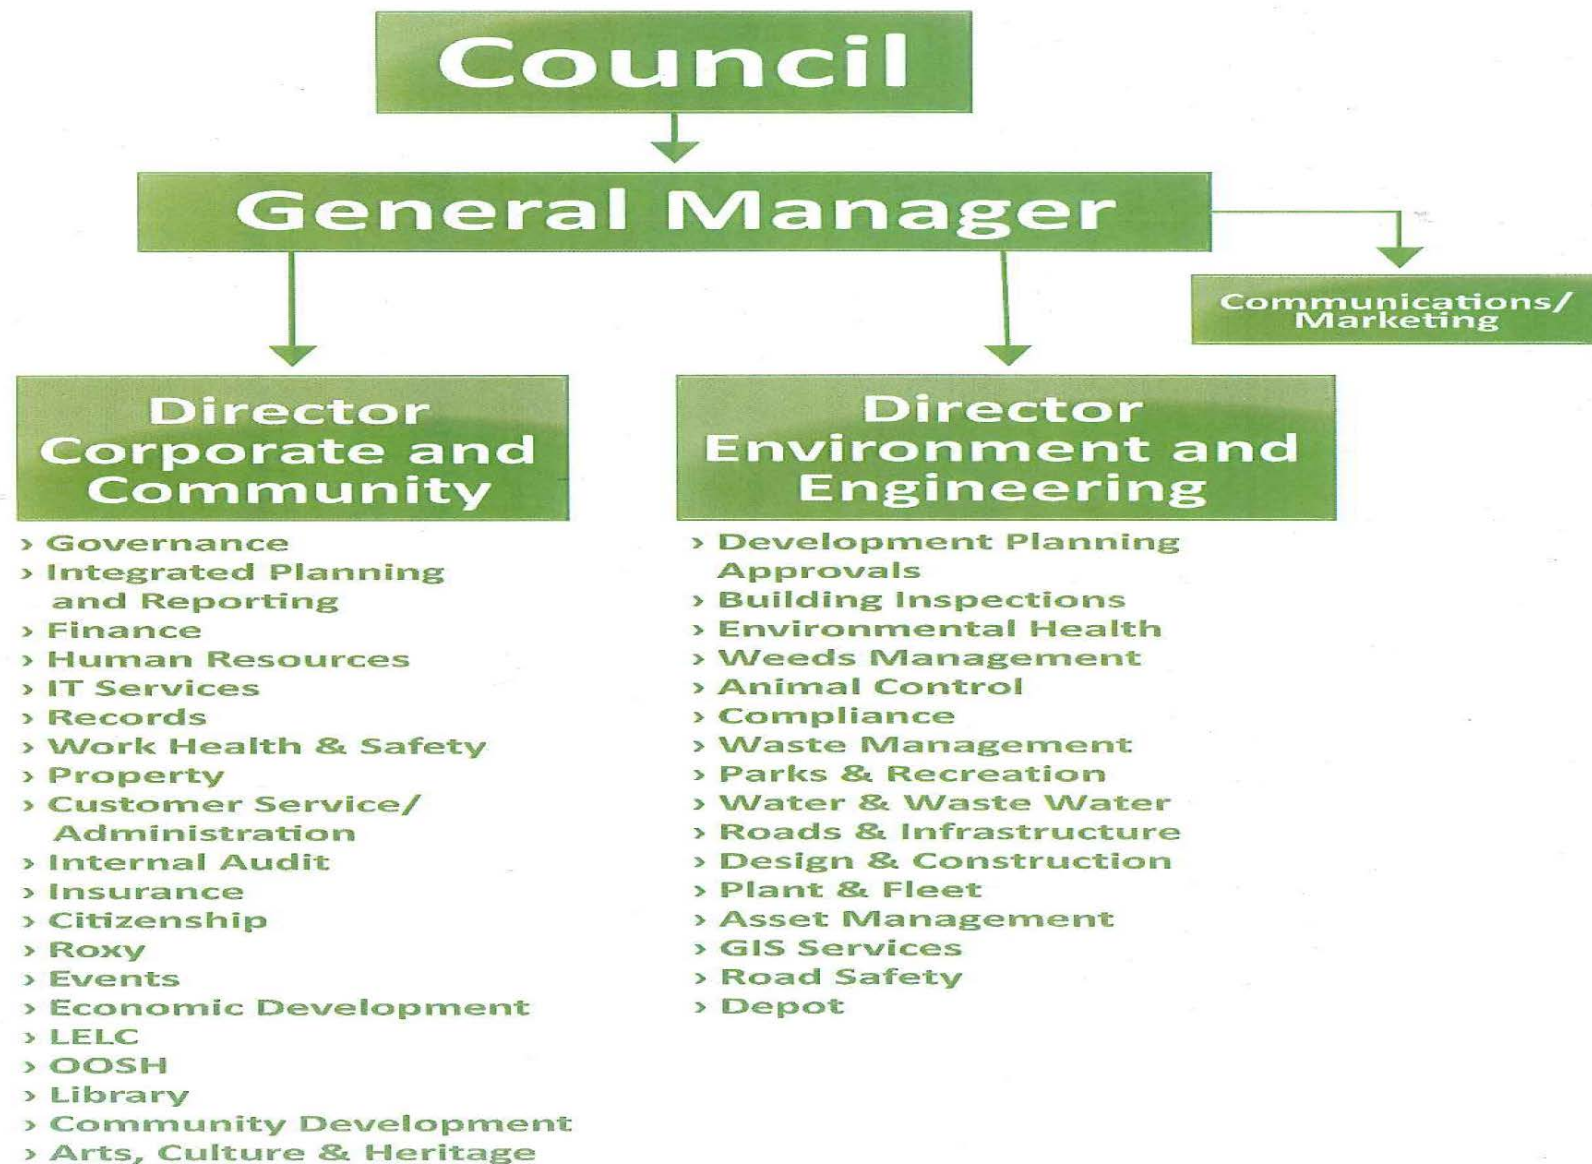 Council
General Manager
Communications/
Marketing
Director
Corporate and
Community
› Governance
› Integrated Planning
and Reporting
› Finance
› Human Resources
› IT Services
› Records
› Work Health & Safety
› Property
› Customer Service/
Administration
› Internal Audit
› Insurance
› Citizenship
› Roxy
› Events
› Economic Development
› LELC
› OOSH
› Library
› Community Development
› Arts, Culture & Heritage
Director
Environment and
Engineering
› Development Planning
Approvals
› Building Inspections
› Environmental Health
› Weeds Management
› Animal Control
› Compliance
› Waste Management
› Parks & Recreation
› Water & Waste Water
› Roads & Infrastructure
› Design & Construction
› Plant & Fleet
› Asset Management
› GIS Services
› Road Safety
› Depot